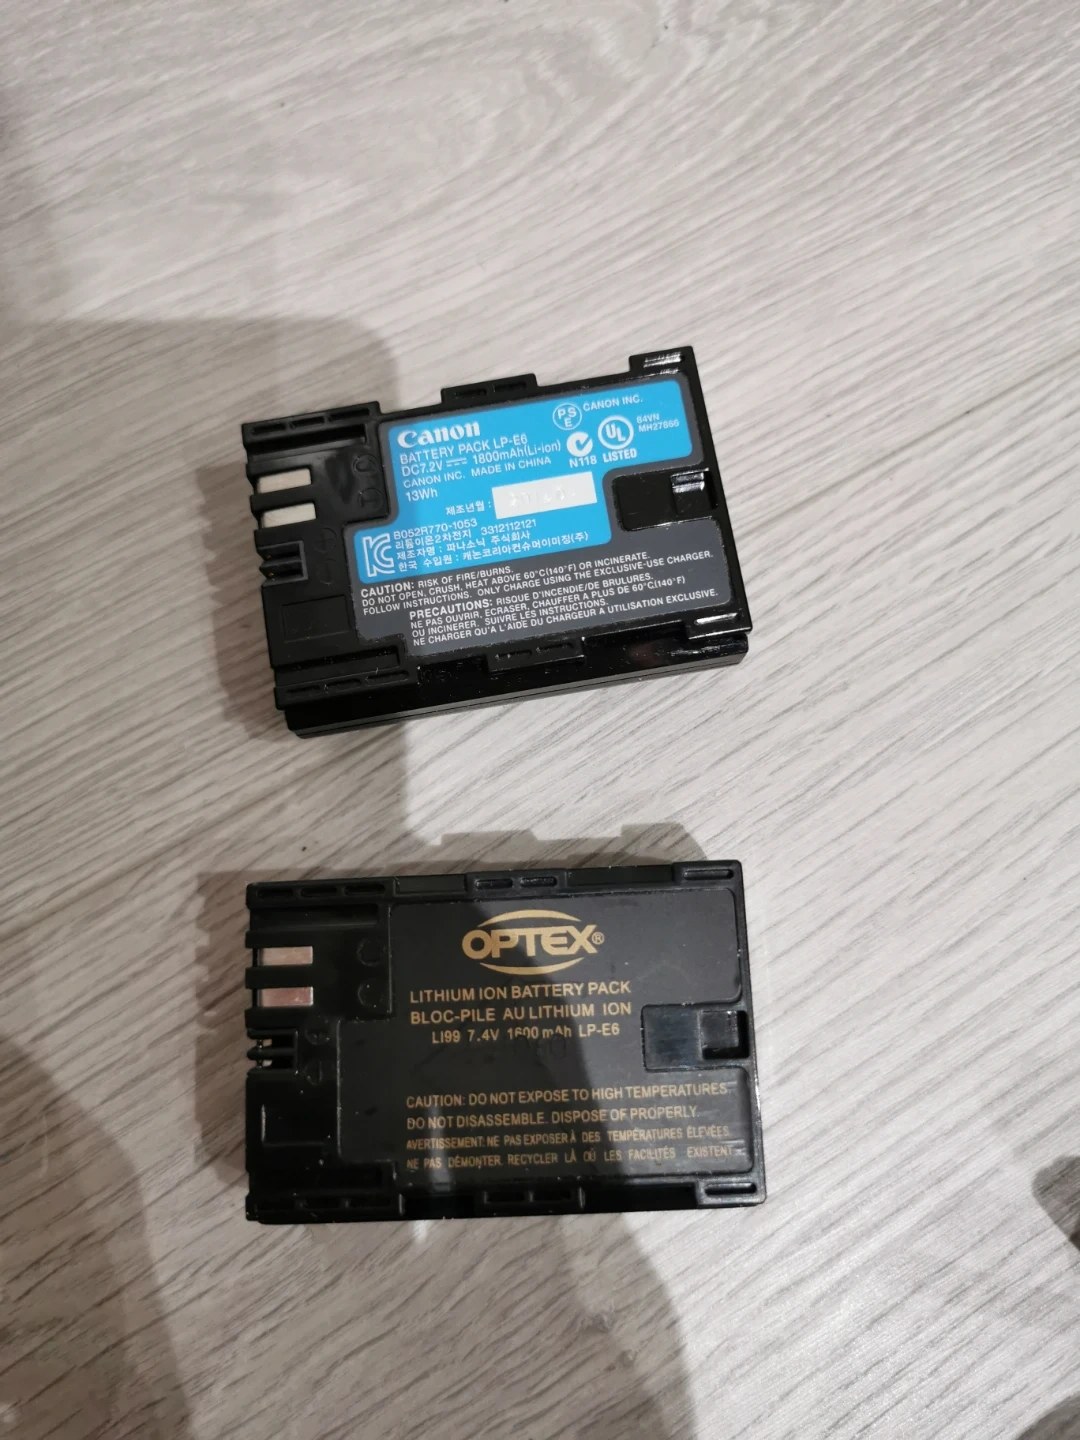 Canon
BATTERY PACK LP-E6
DC7.2V 1800mAh(Li-ion)
CANON INC. MADE IN CHINA
13Wh
PS
E
CANON INC.
N118
UL
LISTED
B4VN
MH27866
제조년월 :
B052R770-1053
리튬이온2차전지 3312112121
제조자명 : 파나소닉 주식회사
한국 수입원 : 캐논코리아컨슈머이미징(주)
CAUTION: RISK OF FIRE/BURNS.
DO NOT OPEN, CRUSH, HEAT ABOVE 60°C(140°F) OR INCINERATE.
FOLLOW INSTRUCTIONS. ONLY CHARGE USING THE EXCLUSIVE-USE CHARGER.
PRECAUTIONS: RISQUE D'INCENDIE/DE BRULURES.
NE PAS OUVRIR, ECRASER, CHAUFFER A PLUS DE 60°C(140°F)
OU INCINERER. SUIVRE LES INSTRUCTIONS.
NE CHARGER QU'À LA CHARGEUR A UTILISATION EXCLUSIVE.
OPTEX®
LITHIUM ION BATTERY PACK
BLOC-PILE AU LITHIUM ION
LI99 7.4V 1600 mAh LP-E6
CAUTION: DO NOT EXPOSE TO HIGH TEMPERATURES
DO NOT DISASSEMBLE. DISPOSE OF PROPERLY.
AVERTISSEMENT: NE PAS EXPOSER À DES TEMPÉRATURES ÉLEVÉES.
NE PAS DÉMONTER. RECYCLER LÀ OÙ LES FACILITÉS EXISTENT